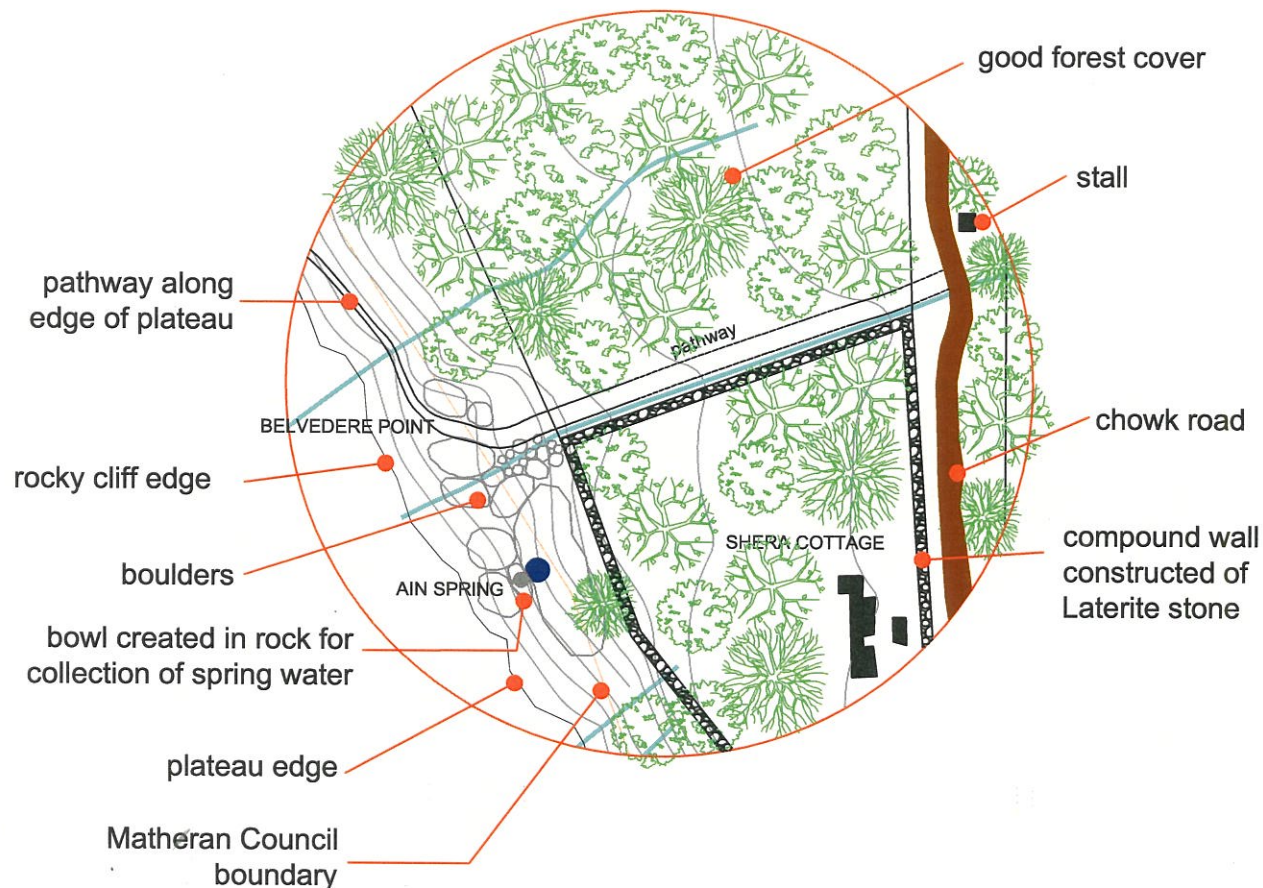 good forest cover
stall
pathway along
edge of plateau
pathway
BELVEDERE POINT
chowk road
rocky cliff edge
SHERA COTTAGE
compound wall
constructed of
Laterite stone
boulders
AIN SPRING
bowl created in rock for
collection of spring water
plateau edge
Matheran Council
boundary